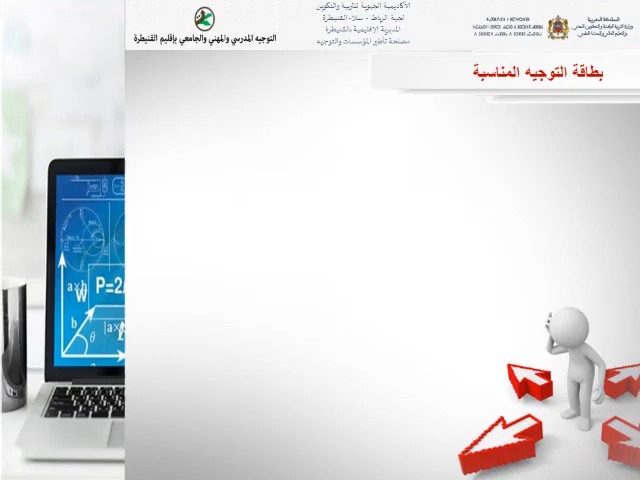 المملكة المغربية
الأكاديمية الجهوية للتربية والتكوين
لجهة الرباط - سلا - القنيطرة
المديرية الإقليمية بالقنيطرة
مصلحة تأطير المؤسسات والتوجيه
التوجيه المدرسي والمهني والجامعي بإقليم القنيطرة
بطاقة التوجيه المناسبة
a×b
W
P=2
b
θ
|a×